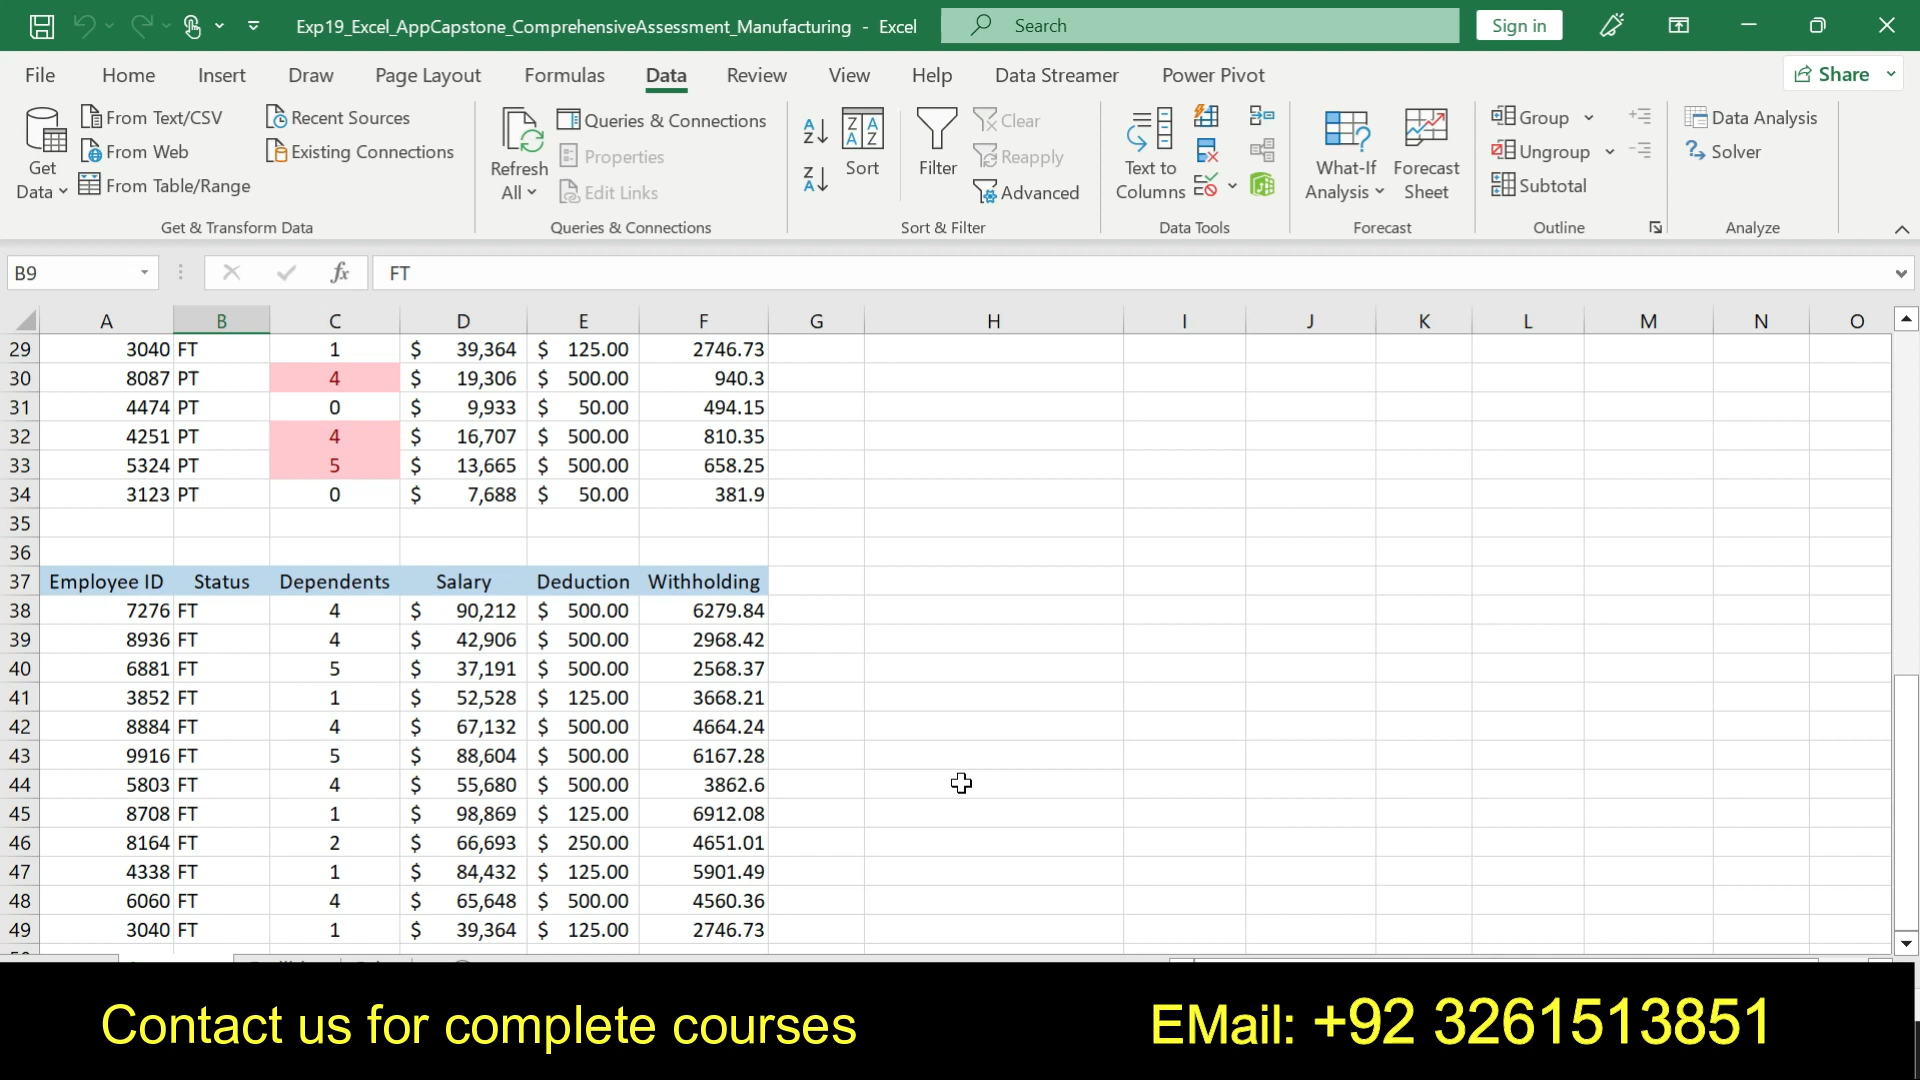 Exp19_Excel_AppCapstone_ComprehensiveAssessment_Manufacturing - Excel
Search
Sign in
File Home Insert Draw Page Layout Formulas Data Review View Help Data Streamer Power Pivot
Share
Get Data
From Text/CSV
From Web
From Table/Range
Recent Sources
Existing Connections
Get & Transform Data
Refresh All
Queries & Connections
Properties
Edit Links
Queries & Connections
Sort
Filter
Clear
Reapply
Advanced
Sort & Filter
Text to Columns
Data Tools
What-If Analysis
Forecast Sheet
Forecast
Group
Ungroup
Subtotal
Outline
Data Analysis
Solver
Analyze
B9 fx FT
A B C D E F G H I J K L M N O
29 3040 FT 1 $ 39,364 $ 125.00 2746.73
30 8087 PT 4 $ 19,306 $ 500.00 940.3
31 4474 PT 0 $ 9,933 $ 50.00 494.15
32 4251 PT 4 $ 16,707 $ 500.00 810.35
33 5324 PT 5 $ 13,665 $ 500.00 658.25
34 3123 PT 0 $ 7,688 $ 50.00 381.9
35
36
37 Employee ID Status Dependents Salary Deduction Withholding
38 7276 FT 4 $ 90,212 $ 500.00 6279.84
39 8936 FT 4 $ 42,906 $ 500.00 2968.42
40 6881 FT 5 $ 37,191 $ 500.00 2568.37
41 3852 FT 1 $ 52,528 $ 125.00 3668.21
42 8884 FT 4 $ 67,132 $ 500.00 4664.24
43 9916 FT 5 $ 88,604 $ 500.00 6167.28
44 5803 FT 4 $ 55,680 $ 500.00 3862.6
45 8708 FT 1 $ 98,869 $ 125.00 6912.08
46 8164 FT 2 $ 66,693 $ 250.00 4651.01
47 4338 FT 1 $ 84,432 $ 125.00 5901.49
48 6060 FT 4 $ 65,648 $ 500.00 4560.36
49 3040 FT 1 $ 39,364 $ 125.00 2746.73
Contact us for complete courses
EMail: +92 3261513851